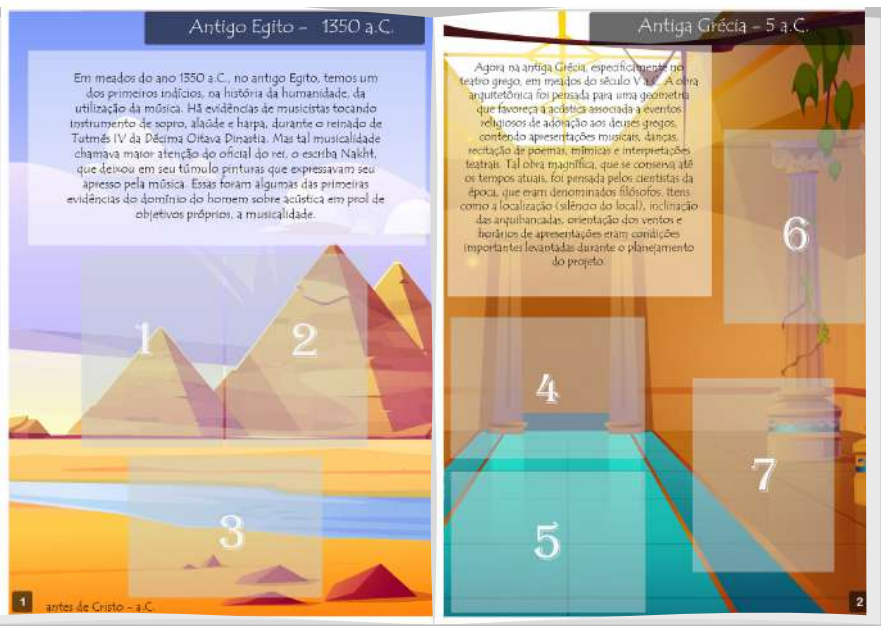 Antigo Egito - 1350 a.C.
Em meados do ano 1350 a.C., no antigo Egito, temos um
dos primeiros indícios, na história da humanidade, da
utilização da música. Há evidências de musicistas tocando
instrumento de sopro, alaúde e harpa, durante o reinado de
Tutmés IV da Décima Oitava Dinastia. Mas tal musicalidade
chamava maior atenção do oficial do rei, o escriba Nakht,
que deixou em seu túmulo pinturas que expressavam seu
apresso pela música. Essas foram algumas das primeiras
evidências do domínio do homem sobre acústica em prol de
objetivos próprios, a musicalidade.
1
2
3
1
antes de Cristo - a.C.
Antiga Grécia - 5 a.C.
Agora na antiga Grécia, especificamente no
teatro grego, em meados do século V a.C. A obra
arquitetônica foi pensada para uma geometria
que favoreça a acústica associada a eventos
religiosos de adoração aos deuses gregos,
contendo apresentações musicais, danças,
recitação de poemas, mímicas e interpretações
teatrais. Tal obra magnífica, que se conserva até
os tempos atuais, foi pensada pelos cientistas da
época, que eram denominados filósofos. Itens
como a localização (silêncio do local), inclinação
das arquibancadas, orientação dos ventos e
horários de apresentações eram condições
importantes levantadas durante o planejamento
do projeto.
6
4
7
5
2